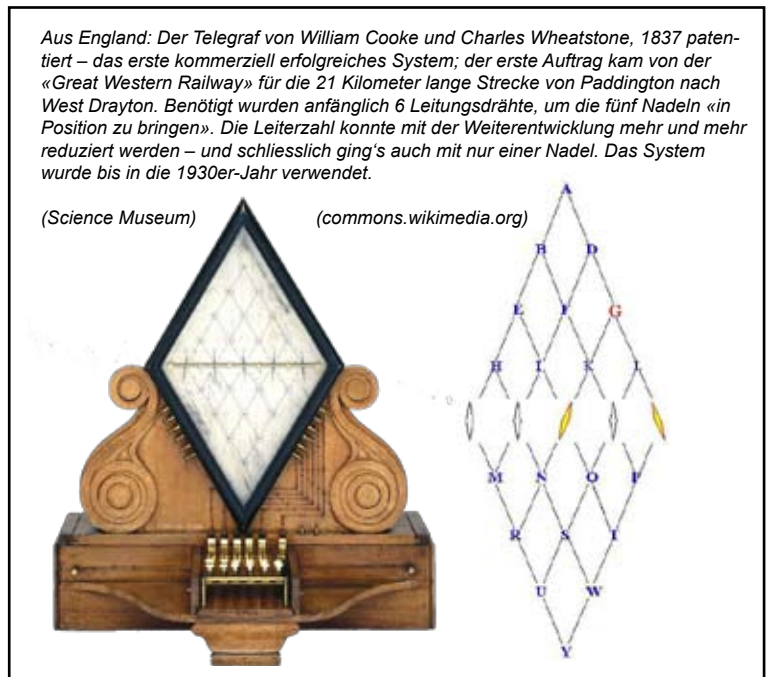 Aus England: Der Telegraf von William Cooke und Charles Wheatstone, 1837 paten-
tiert – das erste kommerziell erfolgreiches System; der erste Auftrag kam von der
«Great Western Railway» für die 21 Kilometer lange Strecke von Paddington nach
West Drayton. Benötigt wurden anfänglich 6 Leitungsdrähte, um die fünf Nadeln «in
Position zu bringen». Die Leiterzahl konnte mit der Weiterentwicklung mehr und mehr
reduziert werden – und schliesslich ging's auch mit nur einer Nadel. Das System
wurde bis in die 1930er-Jahr verwendet.
(Science Museum) (commons.wikimedia.org)
A
B D
E F G
H I K L
M N O P
R S T
U W
Y